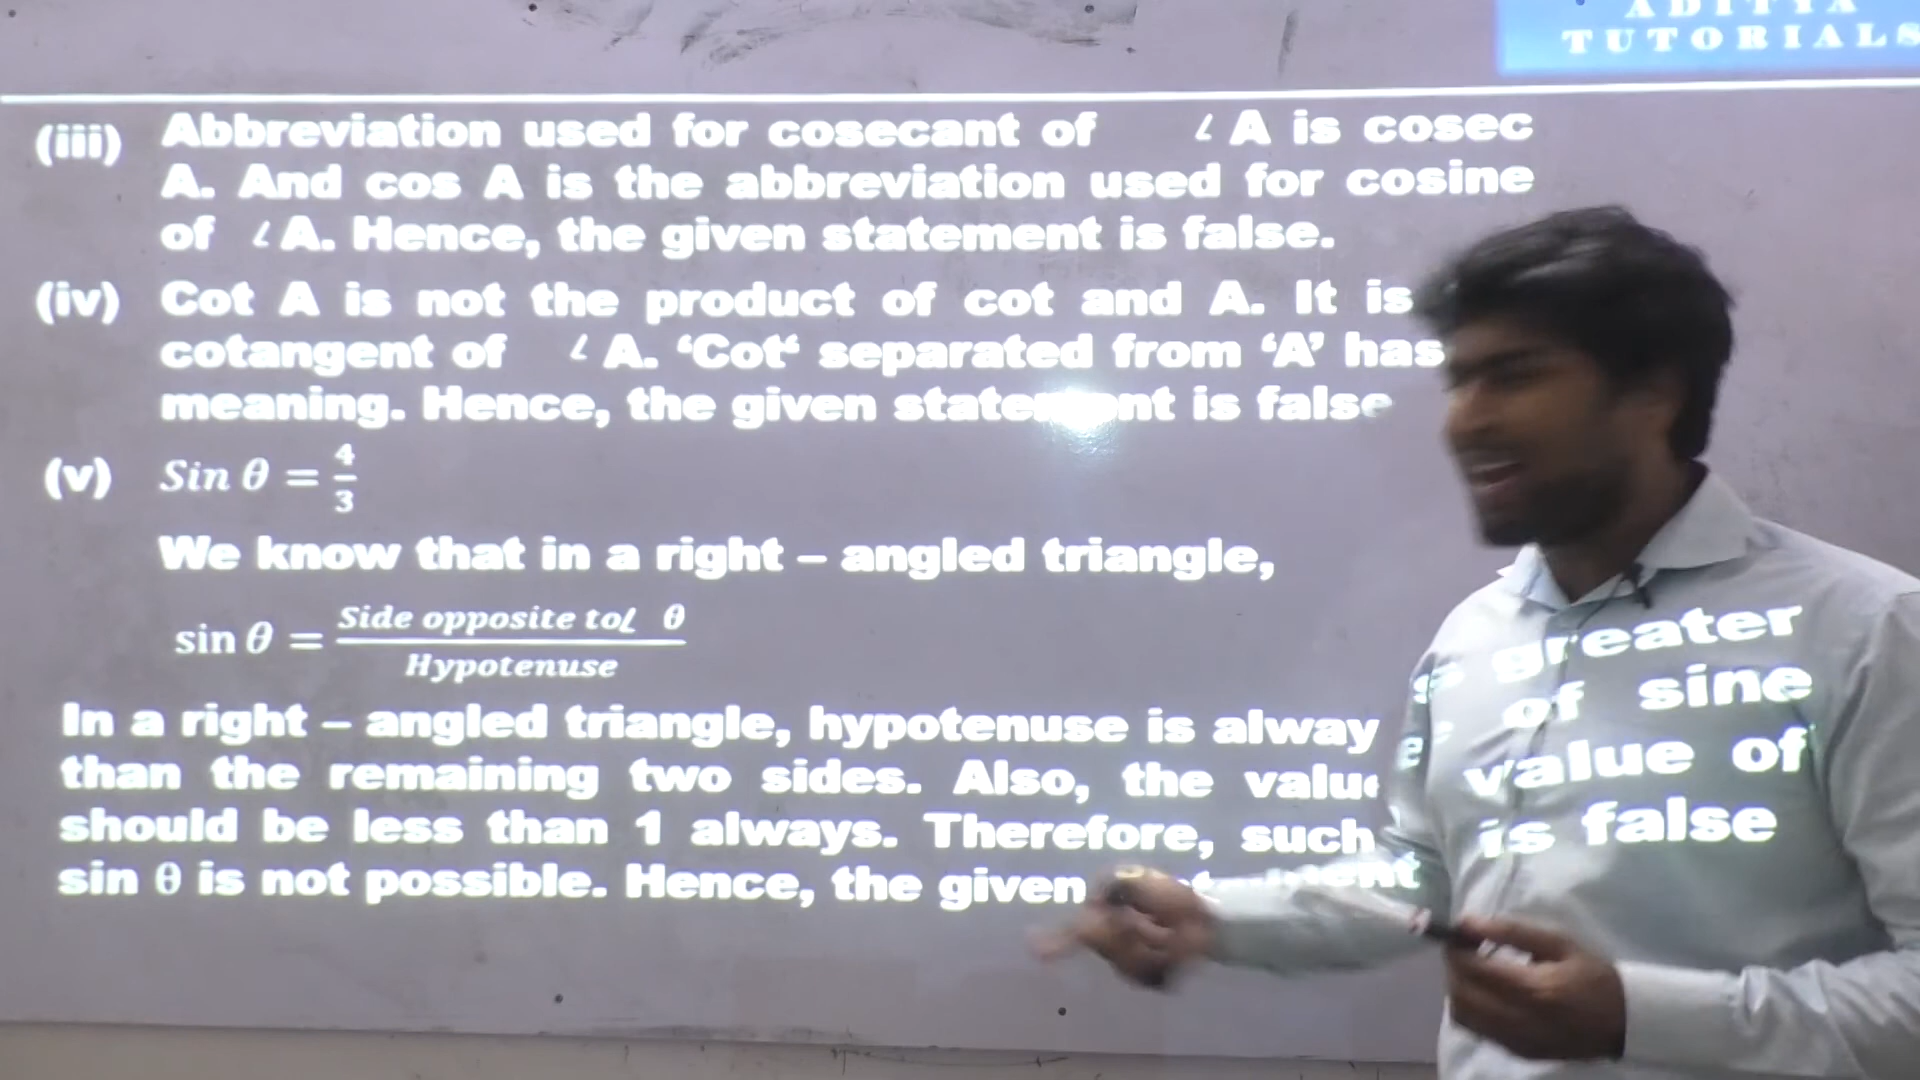 ADITYA
TUTORIALS
(iii) Abbreviation used for cosecant of ∠ A is cosec
A. And cos A is the abbreviation used for cosine
of ∠ A. Hence, the given statement is false.
(iv) Cot A is not the product of cot and A. It is
cotangent of ∠ A. ‘Cot‘ separated from ‘A’ has
meaning. Hence, the given statement is false
(v) Sin θ = 4/3
We know that in a right – angled triangle,
sin θ = Side opposite to∠ θ / Hypotenuse
In a right – angled triangle, hypotenuse is always greater
than the remaining two sides. Also, the value of sine
should be less than 1 always. Therefore, such value of
sin θ is not possible. Hence, the given statement is false